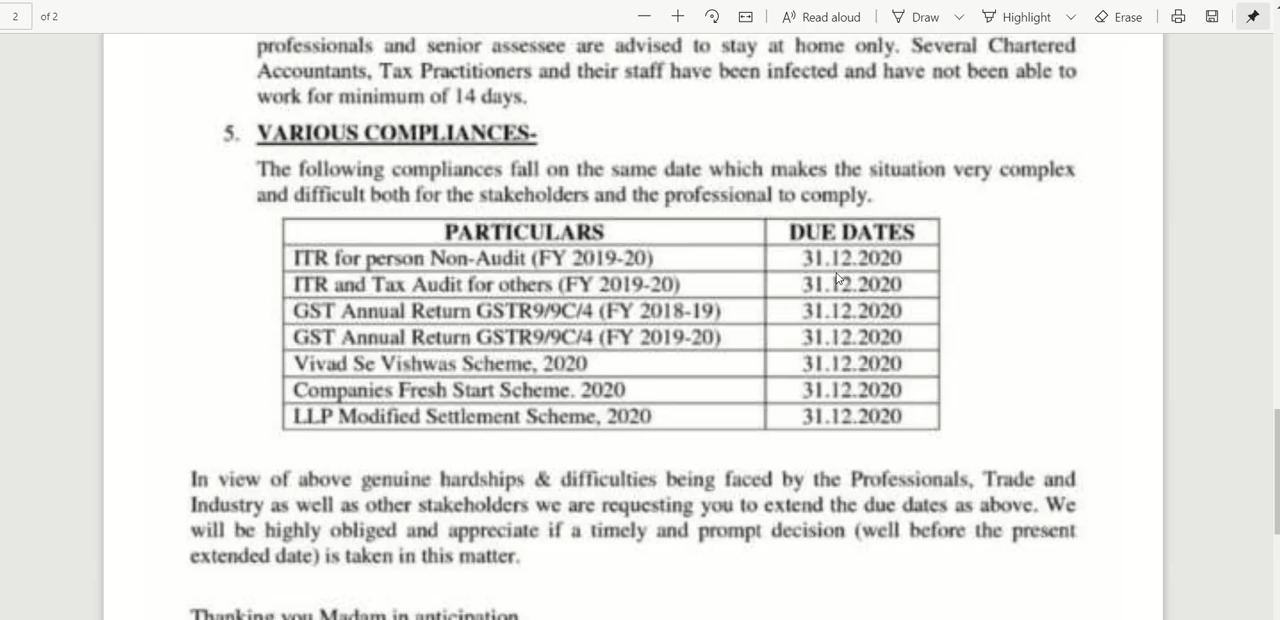 2 of 2 Read aloud Draw Highlight Erase
professionals and senior assessee are advised to stay at home only. Several Chartered
Accountants, Tax Practitioners and their staff have been infected and have not been able to
work for minimum of 14 days.
5. VARIOUS COMPLIANCES-
The following compliances fall on the same date which makes the situation very complex
and difficult both for the stakeholders and the professional to comply.
PARTICULARS DUE DATES
ITR for person Non-Audit (FY 2019-20) 31.12.2020
ITR and Tax Audit for others (FY 2019-20) 31.12.2020
GST Annual Return GSTR9/9C/4 (FY 2018-19) 31.12.2020
GST Annual Return GSTR9/9C/4 (FY 2019-20) 31.12.2020
Vivad Se Vishwas Scheme, 2020 31.12.2020
Companies Fresh Start Scheme. 2020 31.12.2020
LLP Modified Settlement Scheme, 2020 31.12.2020
In view of above genuine hardships & difficulties being faced by the Professionals, Trade and
Industry as well as other stakeholders we are requesting you to extend the due dates as above. We
will be highly obliged and appreciate if a timely and prompt decision (well before the present
extended date) is taken in this matter.
Thanking you Madam in anticipation